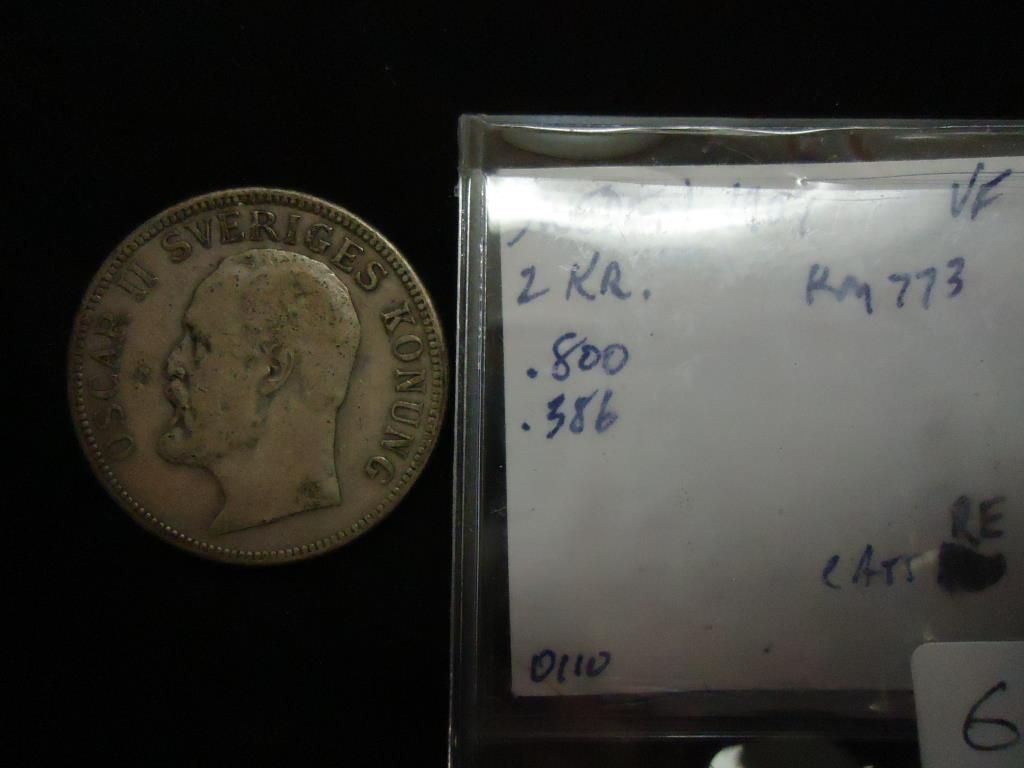 OSCAR II SVERIGES KONUNG
VF
2 KR. Km 773
.800
.386
RE
CATS
0110
6